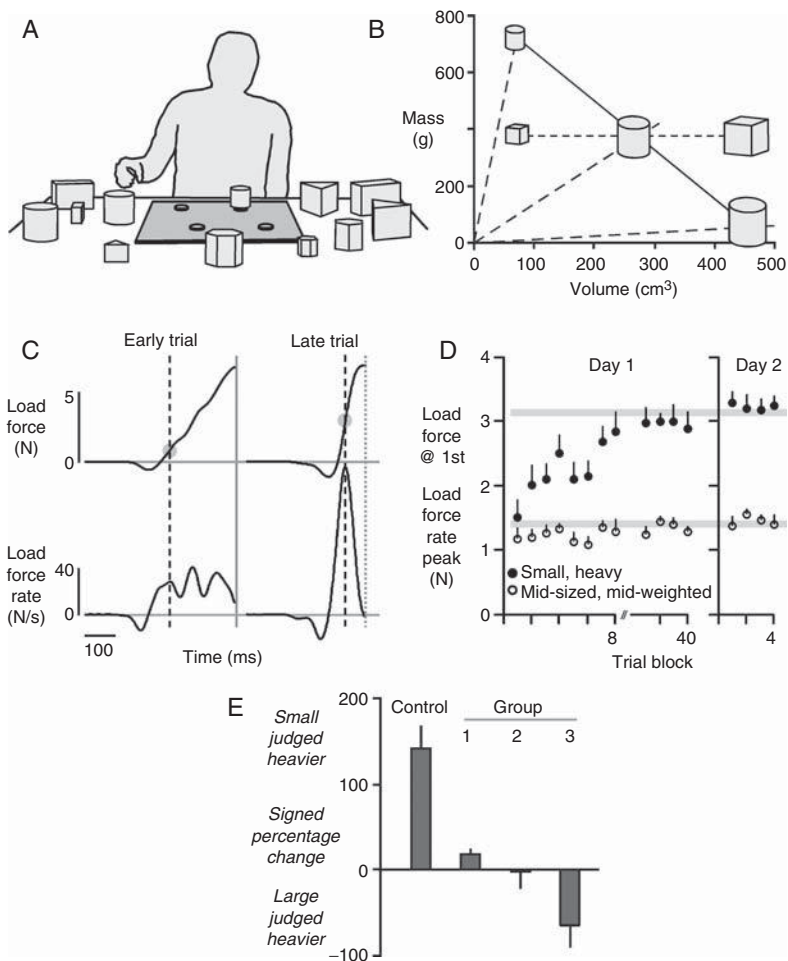 A
B
800
600
Mass
(g)
400
200
0
0 100 200 300 400 500
Volume (cm³)
C
Early trial
Late trial
5
Load
force
(N)
0
40
Load
force
rate
(N/s)
0
100
Time (ms)
D
4
Day 1
Day 2
3
Load
force
@ 1st
2
Load
force
rate
peak
(N)
1
0
Small, heavy
Mid-sized, mid-weighted
8 // 40 4
Trial block
E
200
Control
Group
1 2 3
Small
judged
heavier
100
Signed
percentage
change
0
Large
judged
heavier
−100